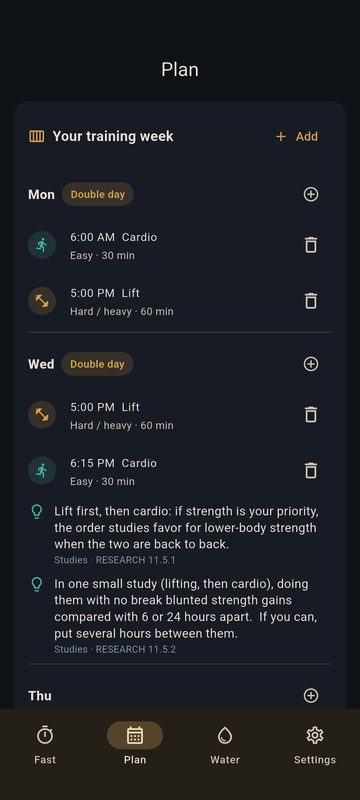 Plan
Your training week
Add
Mon
Double day
6:00 AM  Cardio
Easy · 30 min
5:00 PM  Lift
Hard / heavy · 60 min
Wed
Double day
5:00 PM  Lift
Hard / heavy · 60 min
6:15 PM  Cardio
Easy · 30 min
Lift first, then cardio: if strength is your priority,
the order studies favor for lower-body strength
when the two are back to back.
Studies · RESEARCH 11.5.1
In one small study (lifting, then cardio), doing
them with no break blunted strength gains
compared with 6 or 24 hours apart.  If you can,
put several hours between them.
Studies · RESEARCH 11.5.2
Thu
Fast
Plan
Water
Settings